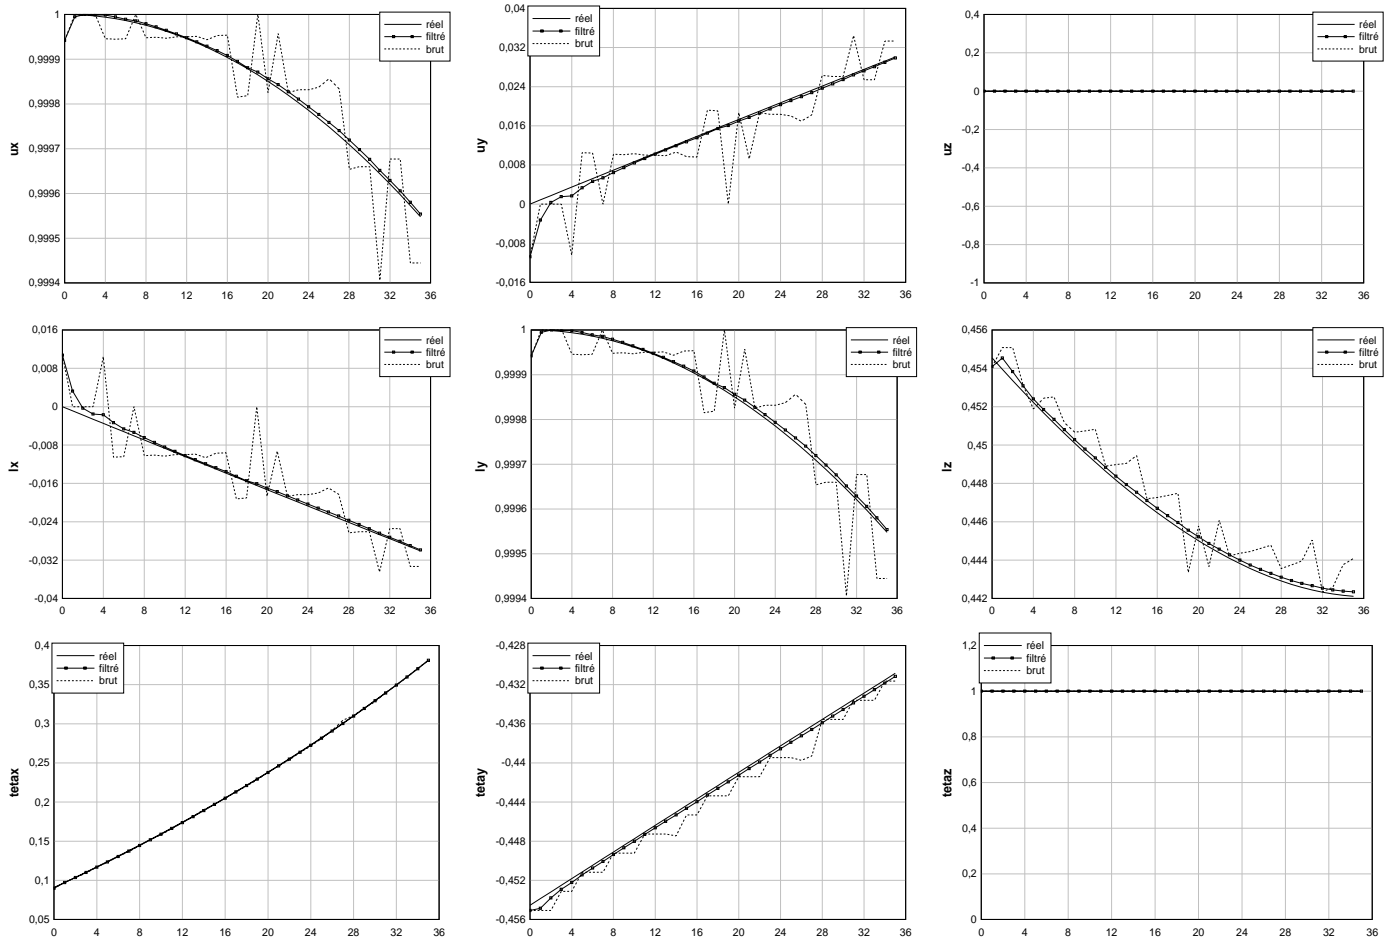 ux
1
0,9999
0,9998
0,9997
0,9996
0,9995
0,9994
0 4 8 12 16 20 24 28 32 36
réel
filtré
brut
uy
0,04
0,032
0,024
0,016
0,008
0
-0,008
-0,016
0 4 8 12 16 20 24 28 32 36
réel
filtré
brut
uz
0,4
0,2
0
-0,2
-0,4
-0,6
-0,8
-1
0 4 8 12 16 20 24 28 32 36
réel
filtré
brut
lx
0,016
0,008
0
-0,008
-0,016
-0,024
-0,032
-0,04
0 4 8 12 16 20 24 28 32 36
réel
filtré
brut
ly
1
0,9999
0,9998
0,9997
0,9996
0,9995
0,9994
0 4 8 12 16 20 24 28 32 36
réel
filtré
brut
lz
0,456
0,454
0,452
0,45
0,448
0,446
0,444
0,442
0 4 8 12 16 20 24 28 32 36
réel
filtré
brut
tetax
0,4
0,35
0,3
0,25
0,2
0,15
0,1
0,05
0 4 8 12 16 20 24 28 32 36
réel
filtré
brut
tetay
-0,428
-0,432
-0,436
-0,44
-0,444
-0,448
-0,452
-0,456
0 4 8 12 16 20 24 28 32 36
réel
filtré
brut
tetaz
1,2
1
0,8
0,6
0,4
0,2
0
0 4 8 12 16 20 24 28 32 36
réel
filtré
brut